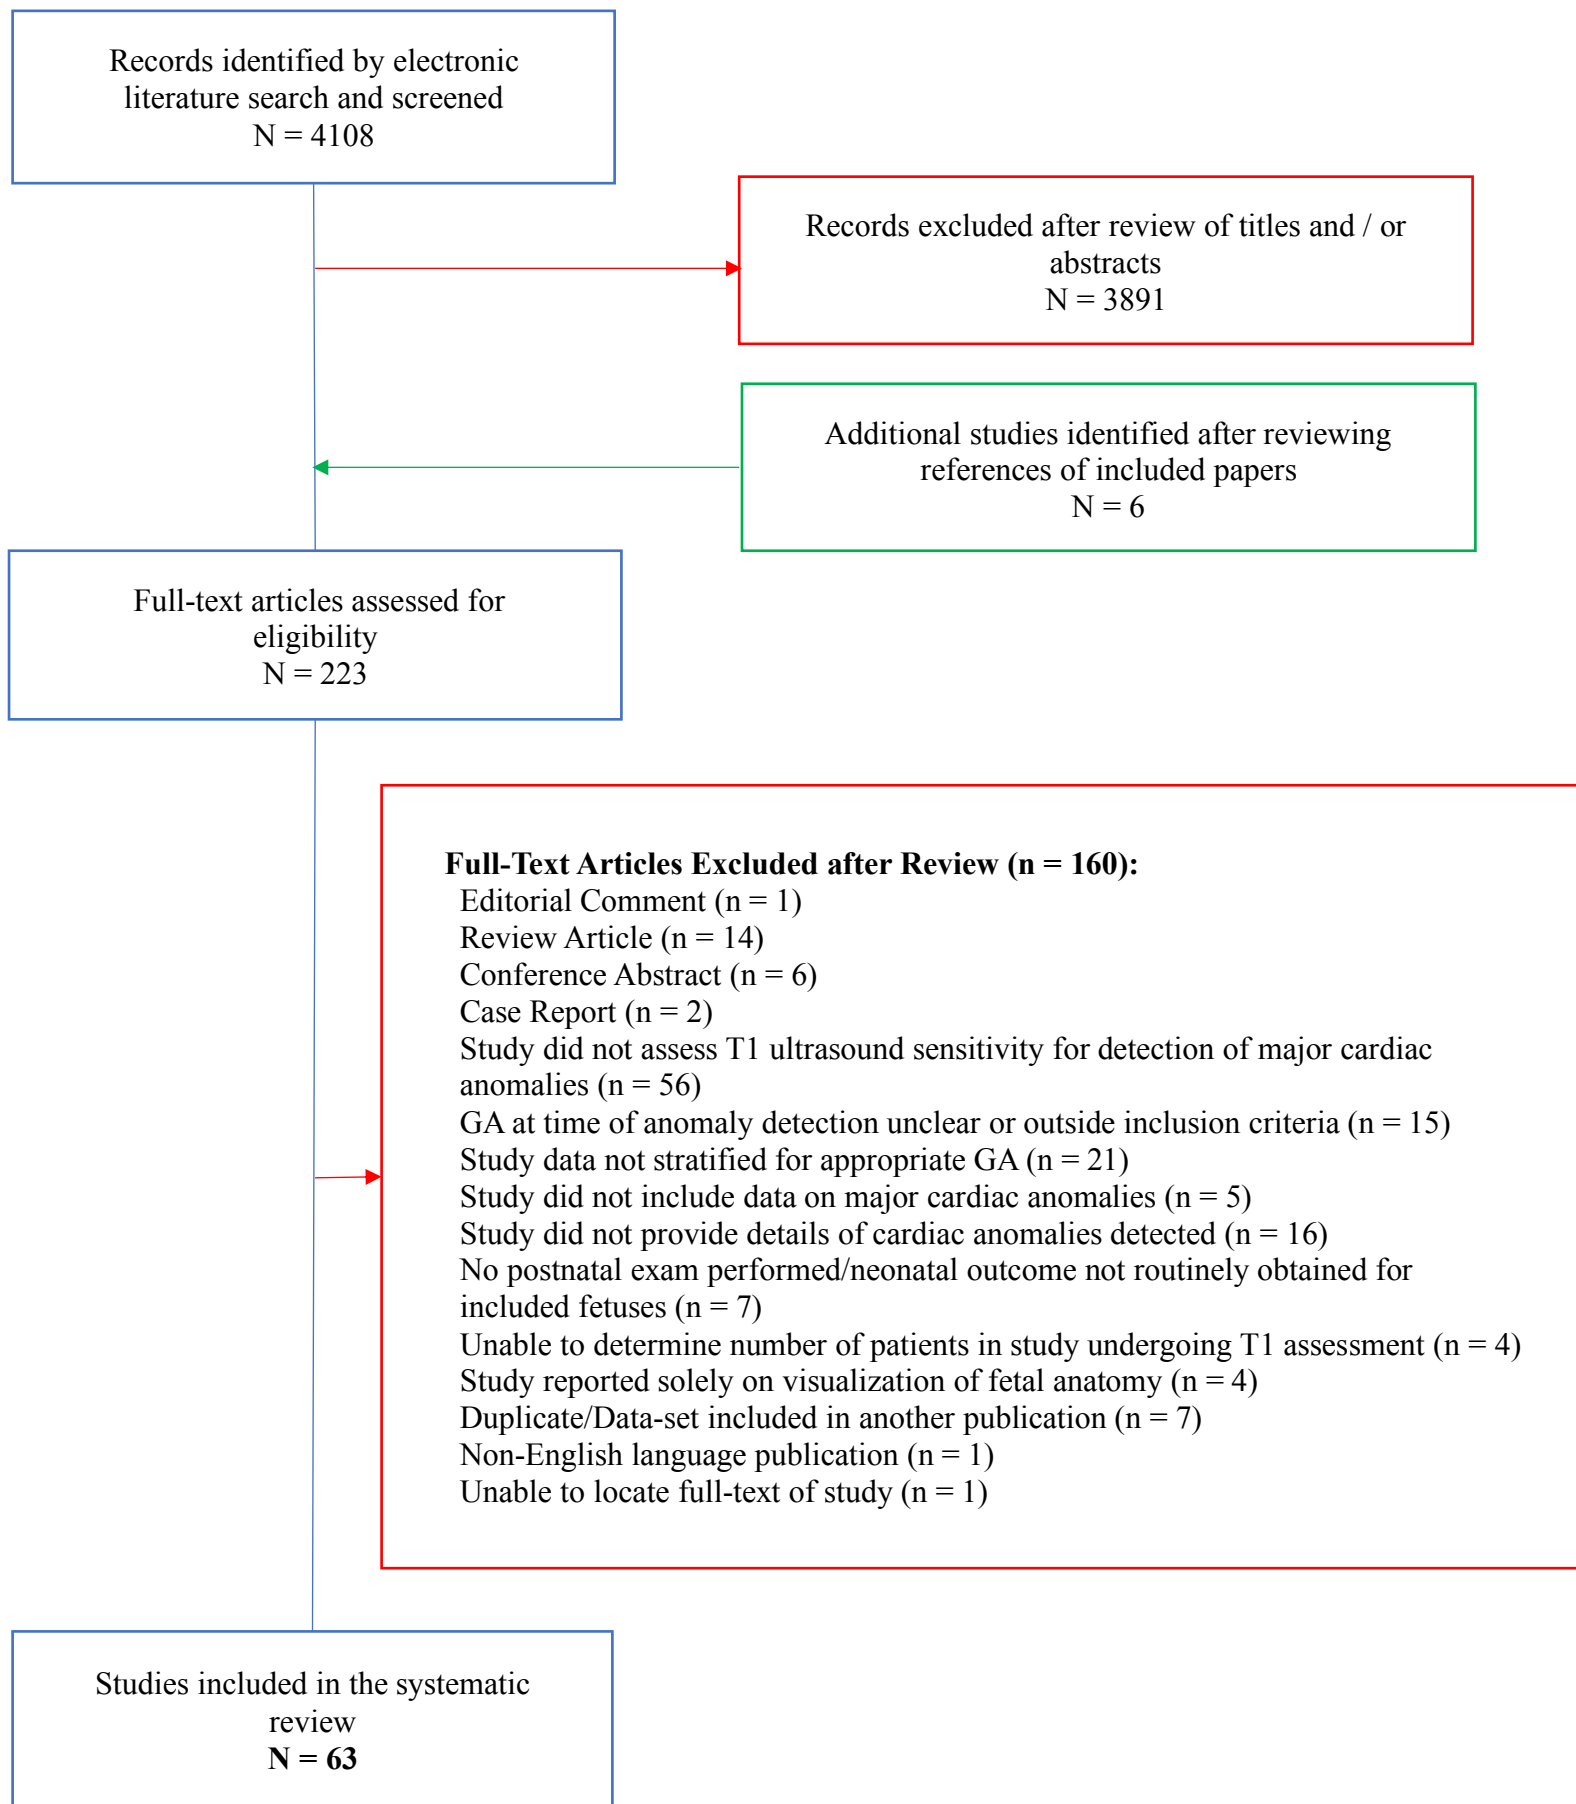 Records identified by electronic
literature search and screened
N = 4108
Records excluded after review of titles and / or
abstracts
N = 3891
Additional studies identified after reviewing
references of included papers
N = 6
Full-text articles assessed for
eligibility
N = 223
Full-Text Articles Excluded after Review (n = 160):
Editorial Comment (n = 1)
Review Article (n = 14)
Conference Abstract (n = 6)
Case Report (n = 2)
Study did not assess T1 ultrasound sensitivity for detection of major cardiac
anomalies (n = 56)
GA at time of anomaly detection unclear or outside inclusion criteria (n = 15)
Study data not stratified for appropriate GA (n = 21)
Study did not include data on major cardiac anomalies (n = 5)
Study did not provide details of cardiac anomalies detected (n = 16)
No postnatal exam performed/neonatal outcome not routinely obtained for
included fetuses (n = 7)
Unable to determine number of patients in study undergoing T1 assessment (n = 4)
Study reported solely on visualization of fetal anatomy (n = 4)
Duplicate/Data-set included in another publication (n = 7)
Non-English language publication (n = 1)
Unable to locate full-text of study (n = 1)
Studies included in the systematic
review
N = 63